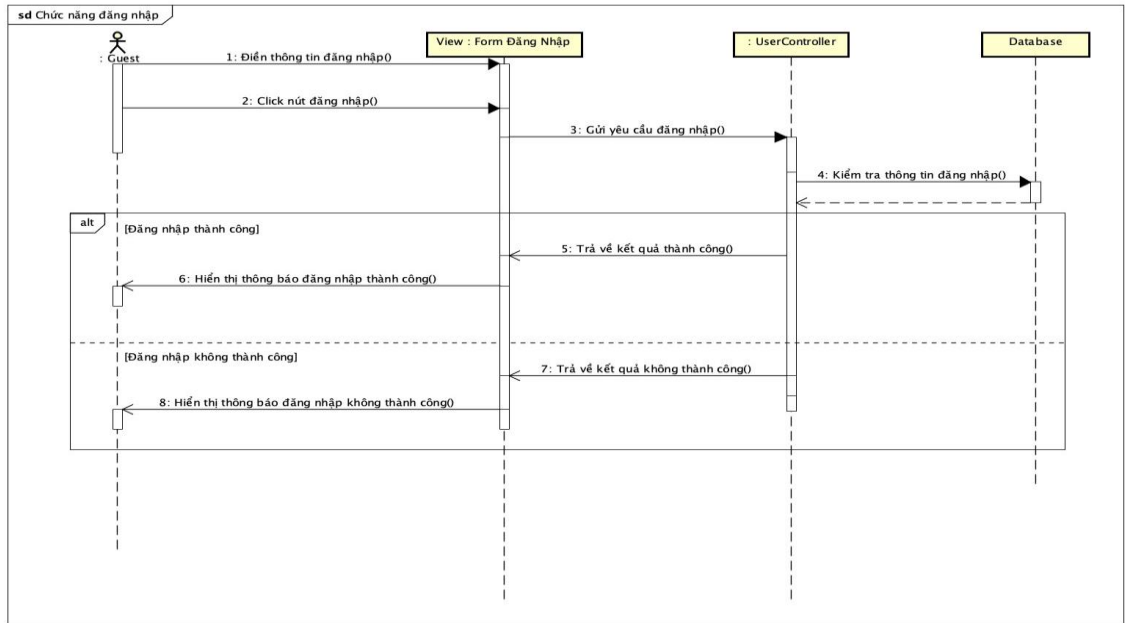 sd Chức năng đăng nhập
: Guest
View : Form Đăng Nhập
: UserController
Database
1: Điền thông tin đăng nhập()
2: Click nút đăng nhập()
3: Gửi yêu cầu đăng nhập()
4: Kiểm tra thông tin đăng nhập()
alt
[Đăng nhập thành công]
5: Trả về kết quả thành công()
6: Hiển thị thông báo đăng nhập thành công()
[Đăng nhập không thành công]
7: Trả về kết quả không thành công()
8: Hiển thị thông báo đăng nhập không thành công()